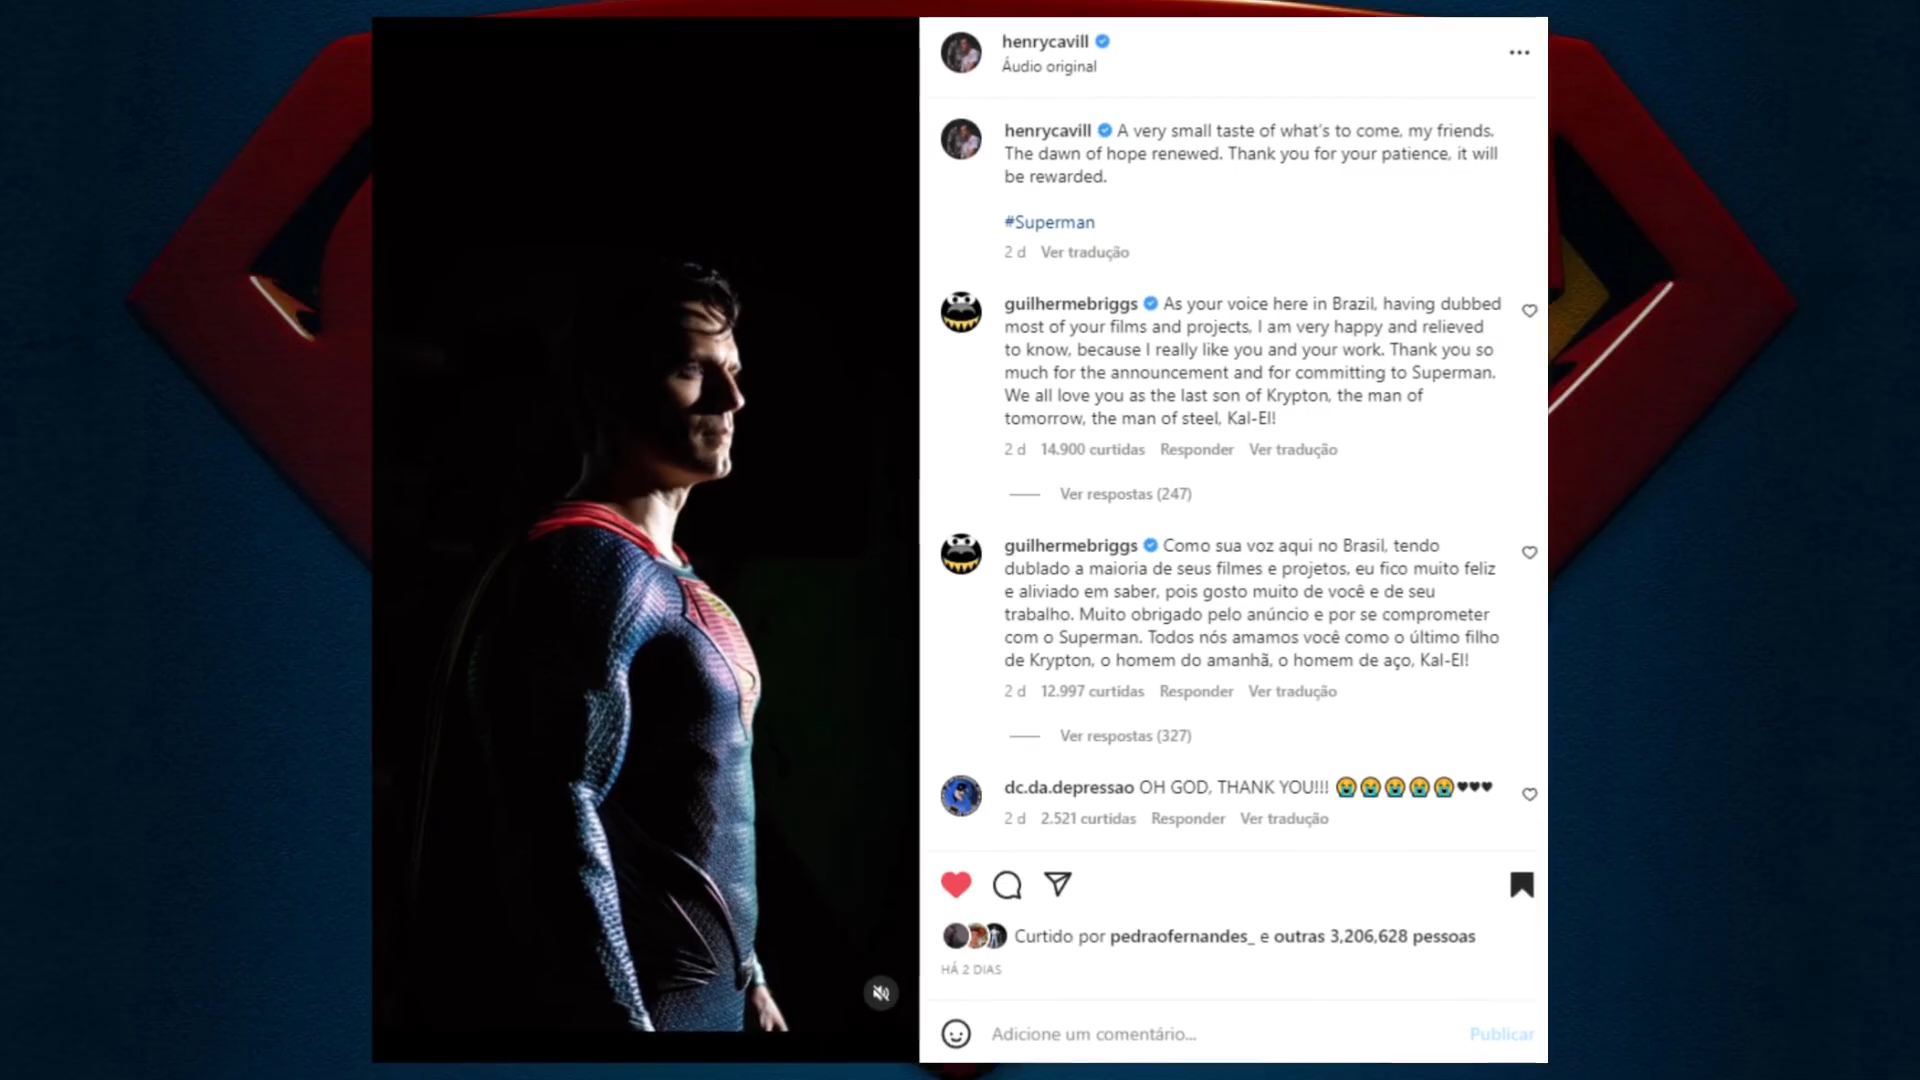 henrycavill
Áudio original
henrycavill A very small taste of what's to come, my friends.
The dawn of hope renewed. Thank you for your patience, it will
be rewarded.
#Superman
2 d Ver tradução
guilhermebriggs As your voice here in Brazil, having dubbed
most of your films and projects, I am very happy and relieved
to know, because I really like you and your work. Thank you so
much for the announcement and for committing to Superman.
We all love you as the last son of Krypton, the man of
tomorrow, the man of steel, Kal-El!
2 d 14.900 curtidas Responder Ver tradução
Ver respostas (247)
guilhermebriggs Como sua voz aqui no Brasil, tendo
dublado a maioria de seus filmes e projetos, eu fico muito feliz
e aliviado em saber, pois gosto muito de você e de seu
trabalho. Muito obrigado pelo anúncio e por se comprometer
com o Superman. Todos nós amamos você como o último filho
de Krypton, o homem do amanhã, o homem de aço, Kal-El!
2 d 12.997 curtidas Responder Ver tradução
Ver respostas (327)
dc.da.depressao OH GOD, THANK YOU!!! 😭😭😭😭😭♥♥♥
2 d 2.521 curtidas Responder Ver tradução
Curtido por pedraofernandes_ e outras 3,206,628 pessoas
HÁ 2 DIAS
Adicione um comentário... Publicar